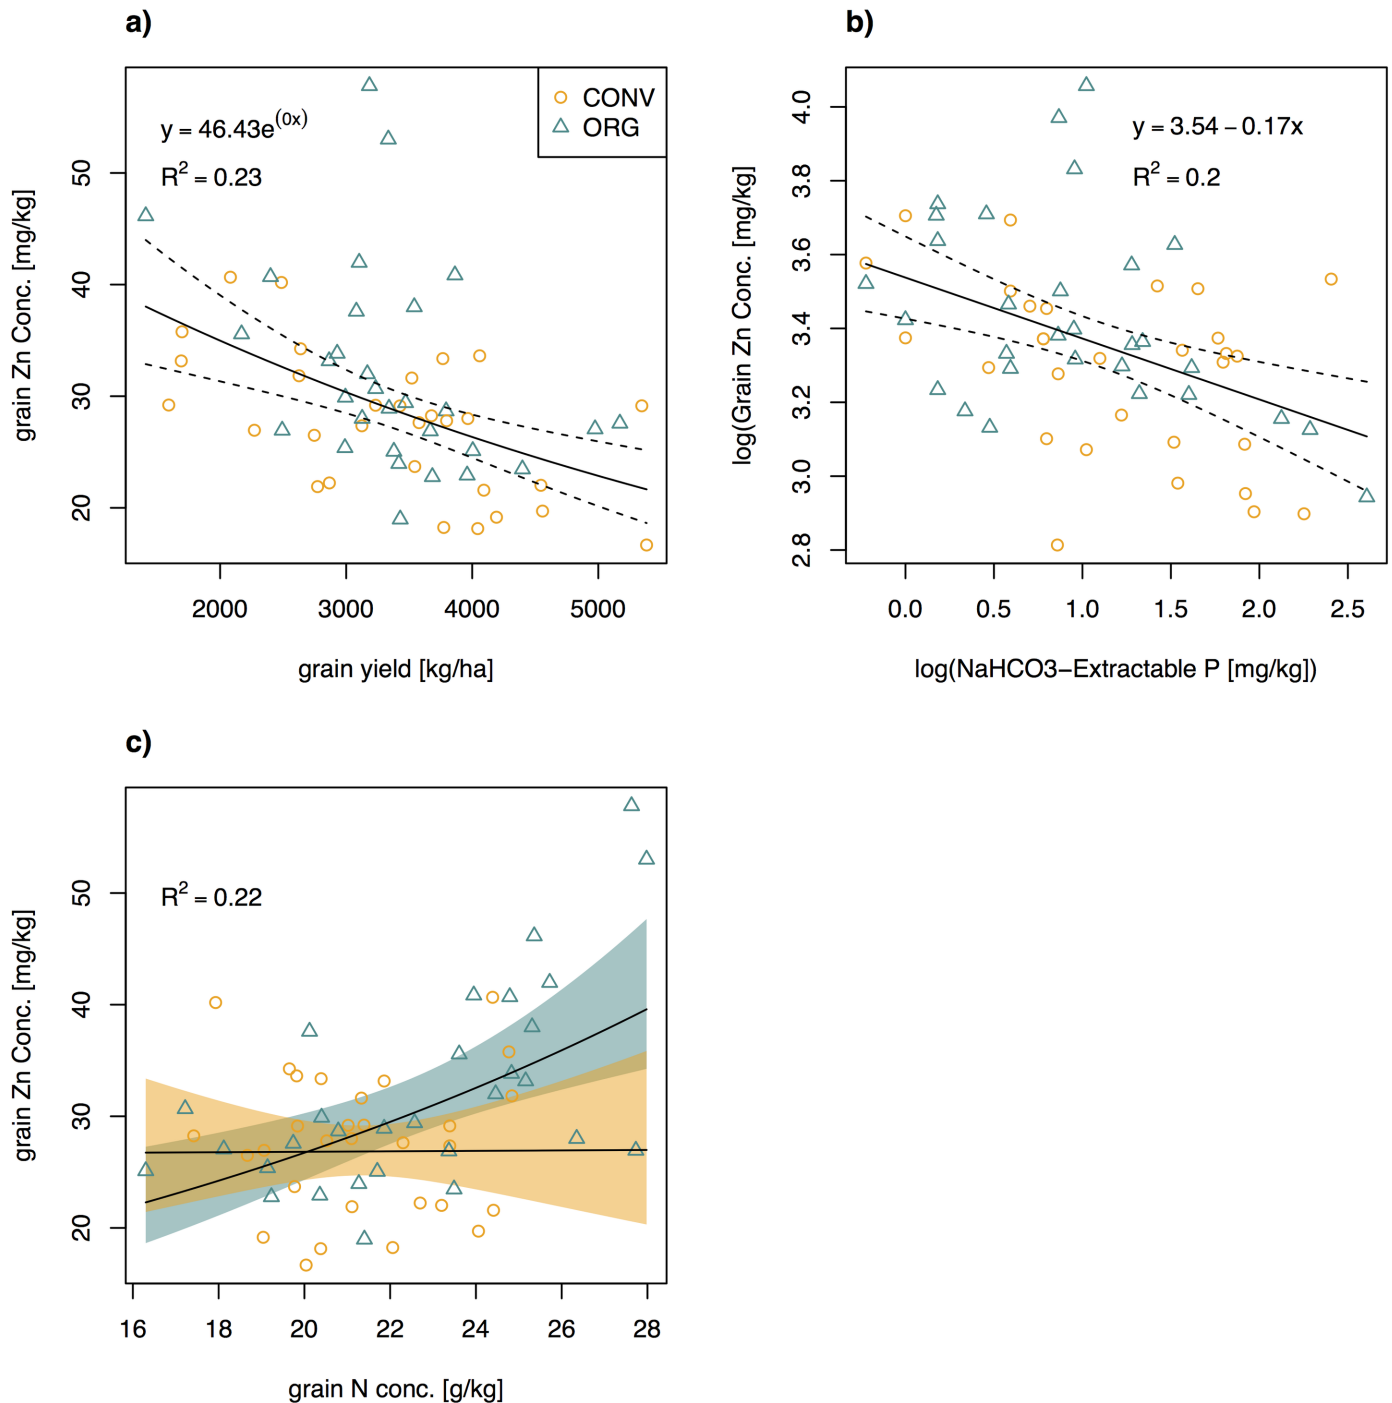 a)
y = 46.43e^(0x)
R² = 0.23
CONV
ORG
50
40
30
20
grain Zn Conc. [mg/kg]
2000 3000 4000 5000
grain yield [kg/ha]
b)
y = 3.54 − 0.17x
R² = 0.2
4.0
3.8
3.6
3.4
3.2
3.0
2.8
log(Grain Zn Conc. [mg/kg]
0.0 0.5 1.0 1.5 2.0 2.5
log(NaHCO3−Extractable P [mg/kg])
c)
R² = 0.22
50
40
30
20
grain Zn Conc. [mg/kg]
16 18 20 22 24 26 28
grain N conc. [g/kg]